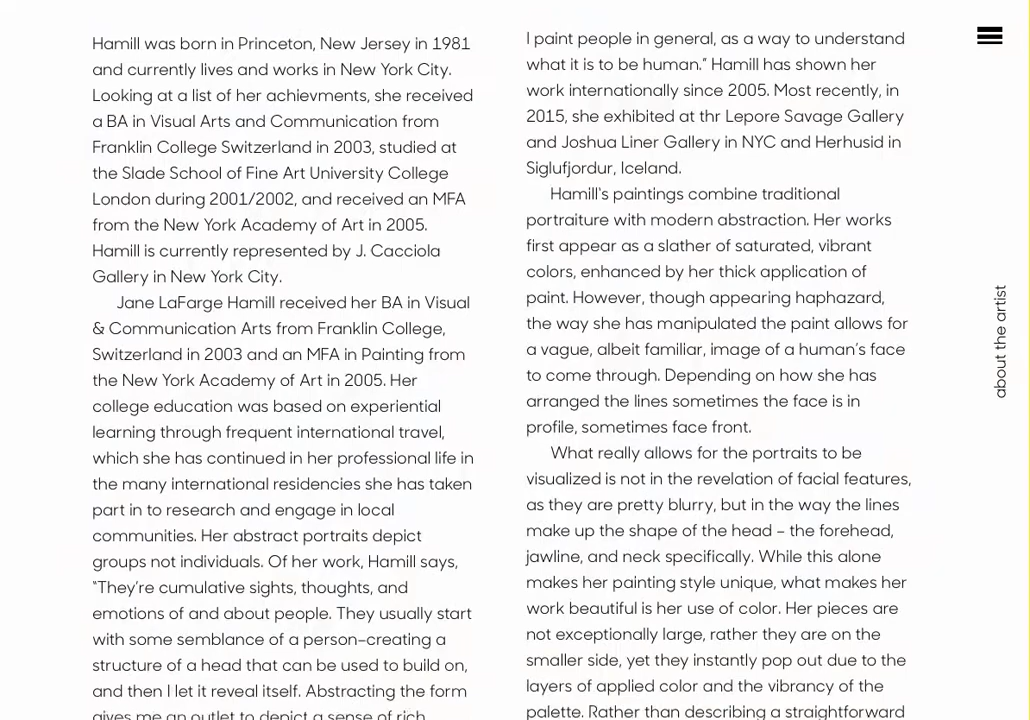 Hamill was born in Princeton, New Jersey in 1981
and currently lives and works in New York City.
Looking at a list of her achievments, she received
a BA in Visual Arts and Communication from
Franklin College Switzerland in 2003, studied at
the Slade School of Fine Art University College
London during 2001/2002, and received an MFA
from the New York Academy of Art in 2005.
Hamill is currently represented by J. Cacciola
Gallery in New York City.
Jane LaFarge Hamill received her BA in Visual
& Communication Arts from Franklin College,
Switzerland in 2003 and an MFA in Painting from
the New York Academy of Art in 2005. Her
college education was based on experiential
learning through frequent international travel,
which she has continued in her professional life in
the many international residencies she has taken
part in to research and engage in local
communities. Her abstract portraits depict
groups not individuals. Of her work, Hamill says,
“They’re cumulative sights, thoughts, and
emotions of and about people. They usually start
with some semblance of a person–creating a
structure of a head that can be used to build on,
and then I let it reveal itself. Abstracting the form
gives me an outlet to depict a sense of rich
I paint people in general, as a way to understand
what it is to be human.” Hamill has shown her
work internationally since 2005. Most recently, in
2015, she exhibited at thr Lepore Savage Gallery
and Joshua Liner Gallery in NYC and Herhusid in
Siglufjordur, Iceland.
Hamill's paintings combine traditional
portraiture with modern abstraction. Her works
first appear as a slather of saturated, vibrant
colors, enhanced by her thick application of
paint. However, though appearing haphazard,
the way she has manipulated the paint allows for
a vague, albeit familiar, image of a human’s face
to come through. Depending on how she has
arranged the lines sometimes the face is in
profile, sometimes face front.
What really allows for the portraits to be
visualized is not in the revelation of facial features,
as they are pretty blurry, but in the way the lines
make up the shape of the head – the forehead,
jawline, and neck specifically. While this alone
makes her painting style unique, what makes her
work beautiful is her use of color. Her pieces are
not exceptionally large, rather they are on the
smaller side, yet they instantly pop out due to the
layers of applied color and the vibrancy of the
palette. Rather than describing a straightforward
about the artist